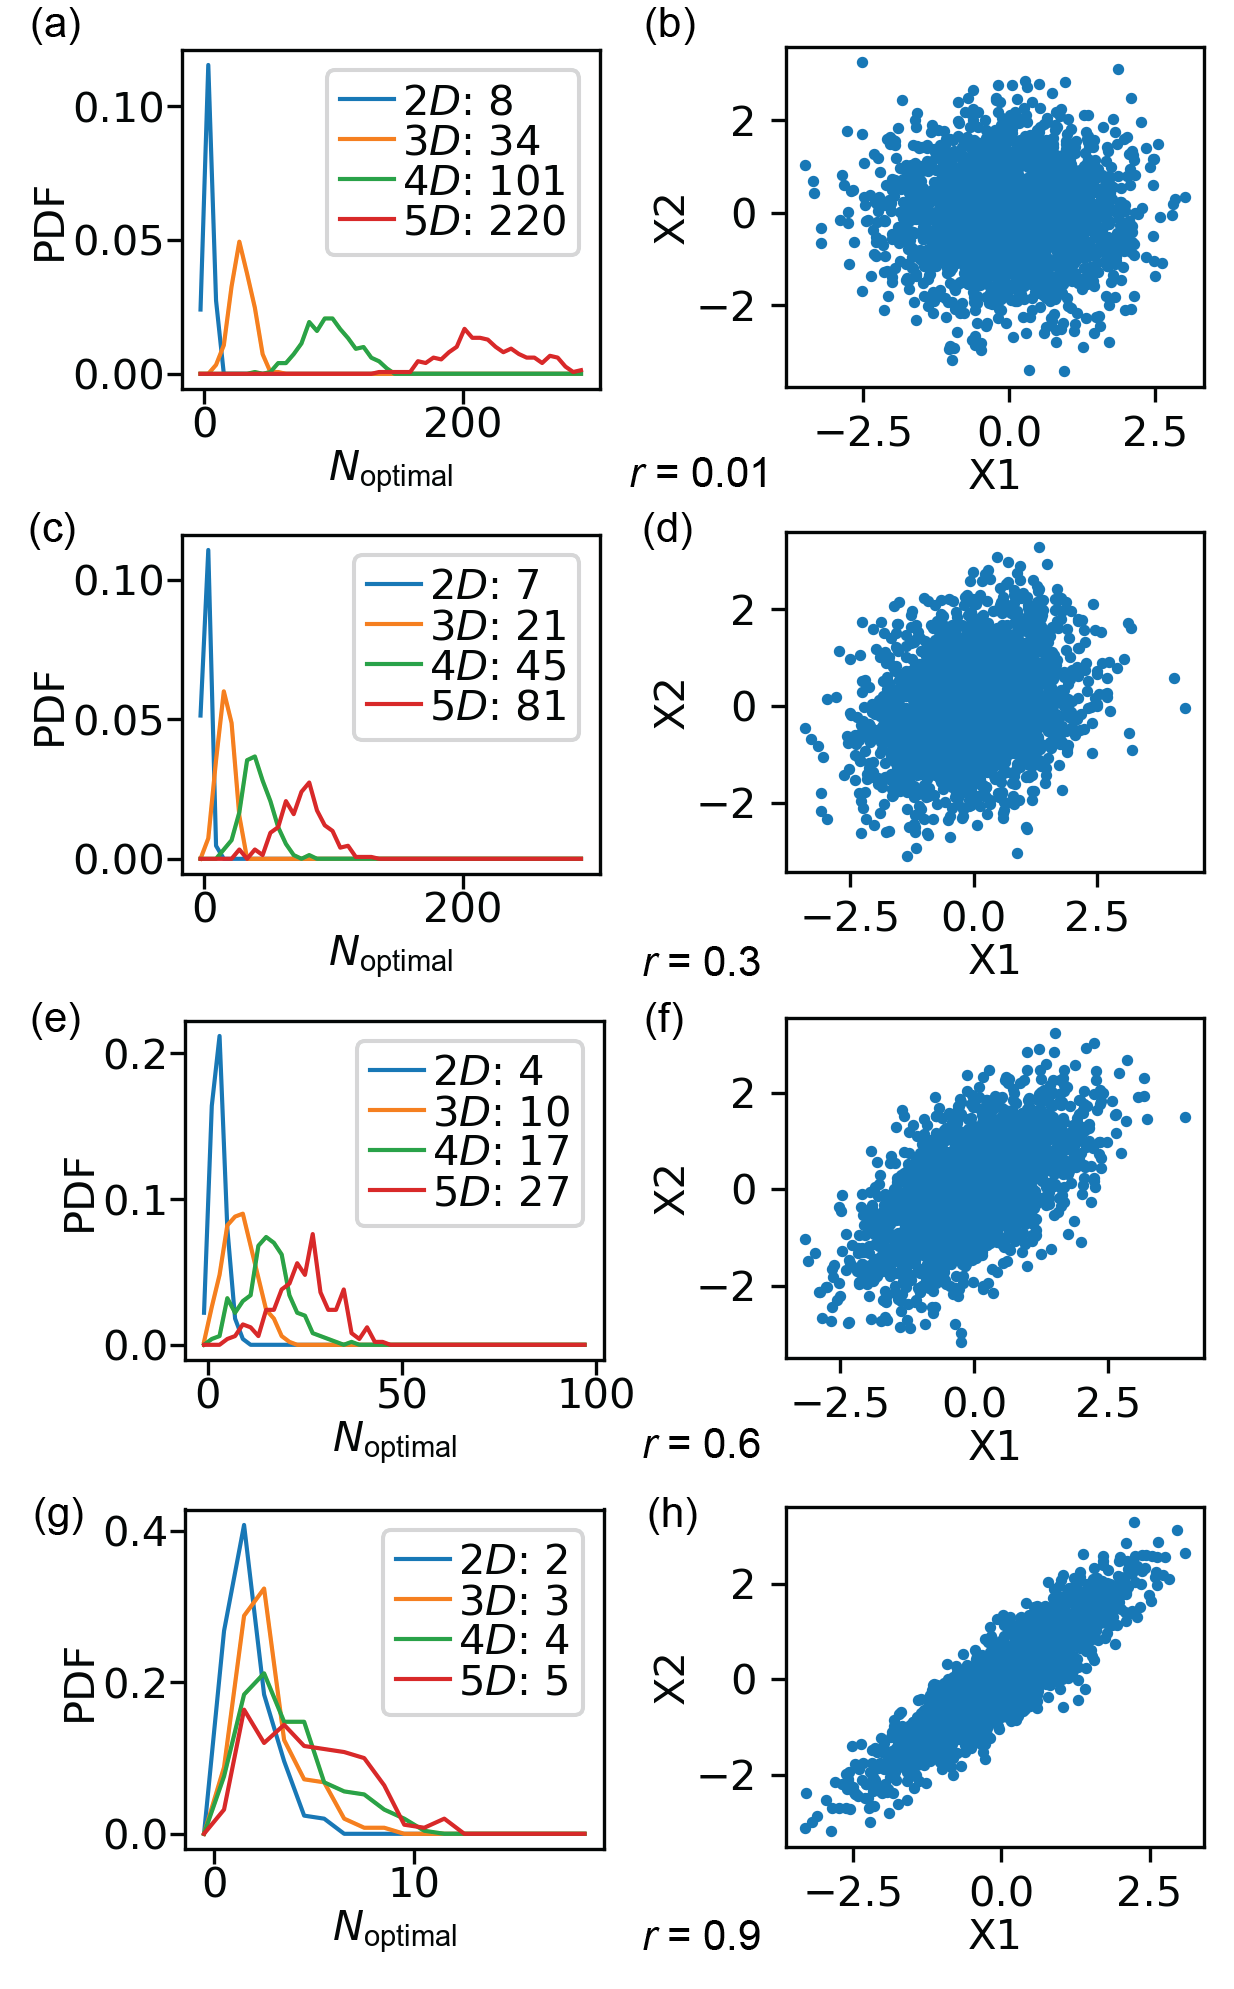 (a)
0.10
0.05
0.00
PDF
2D: 8
3D: 34
4D: 101
5D: 220
0
200
Noptimal
(b)
2
0
−2
X2
−2.5
0.0
2.5
X1
r = 0.01
(c)
0.10
0.05
0.00
PDF
2D: 7
3D: 21
4D: 45
5D: 81
0
200
Noptimal
(d)
2
0
−2
X2
−2.5
0.0
2.5
X1
r = 0.3
(e)
0.2
0.1
0.0
PDF
2D: 4
3D: 10
4D: 17
5D: 27
0
50
100
Noptimal
(f)
2
0
−2
X2
−2.5
0.0
2.5
X1
r = 0.6
(g)
0.4
0.2
0.0
PDF
2D: 2
3D: 3
4D: 4
5D: 5
0
10
Noptimal
(h)
2
0
−2
X2
−2.5
0.0
2.5
X1
r = 0.9